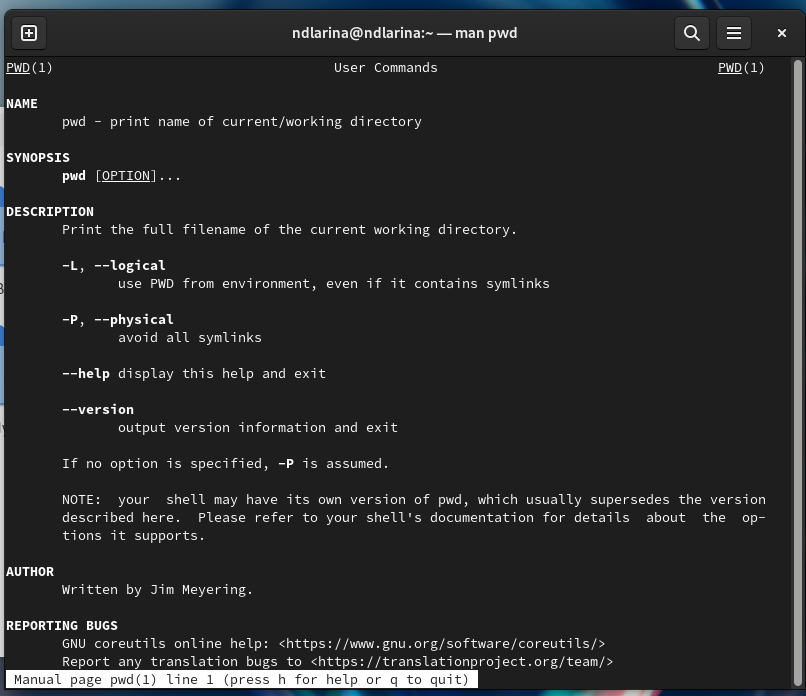 ndlarina@ndlarina:~ — man pwd
PWD(1) User Commands PWD(1)
NAME
pwd - print name of current/working directory
SYNOPSIS
pwd [OPTION]...
DESCRIPTION
Print the full filename of the current working directory.
-L, --logical
use PWD from environment, even if it contains symlinks
-P, --physical
avoid all symlinks
--help display this help and exit
--version
output version information and exit
If no option is specified, -P is assumed.
NOTE:  your  shell may have its own version of pwd, which usually supersedes the version
described here.  Please refer to your shell's documentation for details  about  the  op-
tions it supports.
AUTHOR
Written by Jim Meyering.
REPORTING BUGS
GNU coreutils online help: <https://www.gnu.org/software/coreutils/>
Report any translation bugs to <https://translationproject.org/team/>
Manual page pwd(1) line 1 (press h for help or q to quit)